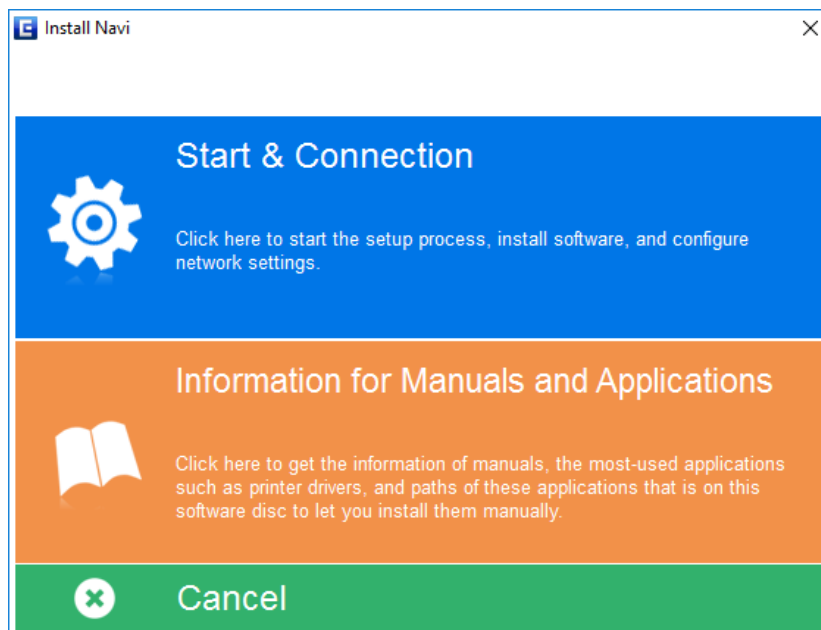 Install Navi
Start & Connection
Click here to start the setup process, install software, and configure
network settings.
Information for Manuals and Applications
Click here to get the information of manuals, the most-used applications
such as printer drivers, and paths of these applications that is on this
software disc to let you install them manually.
Cancel